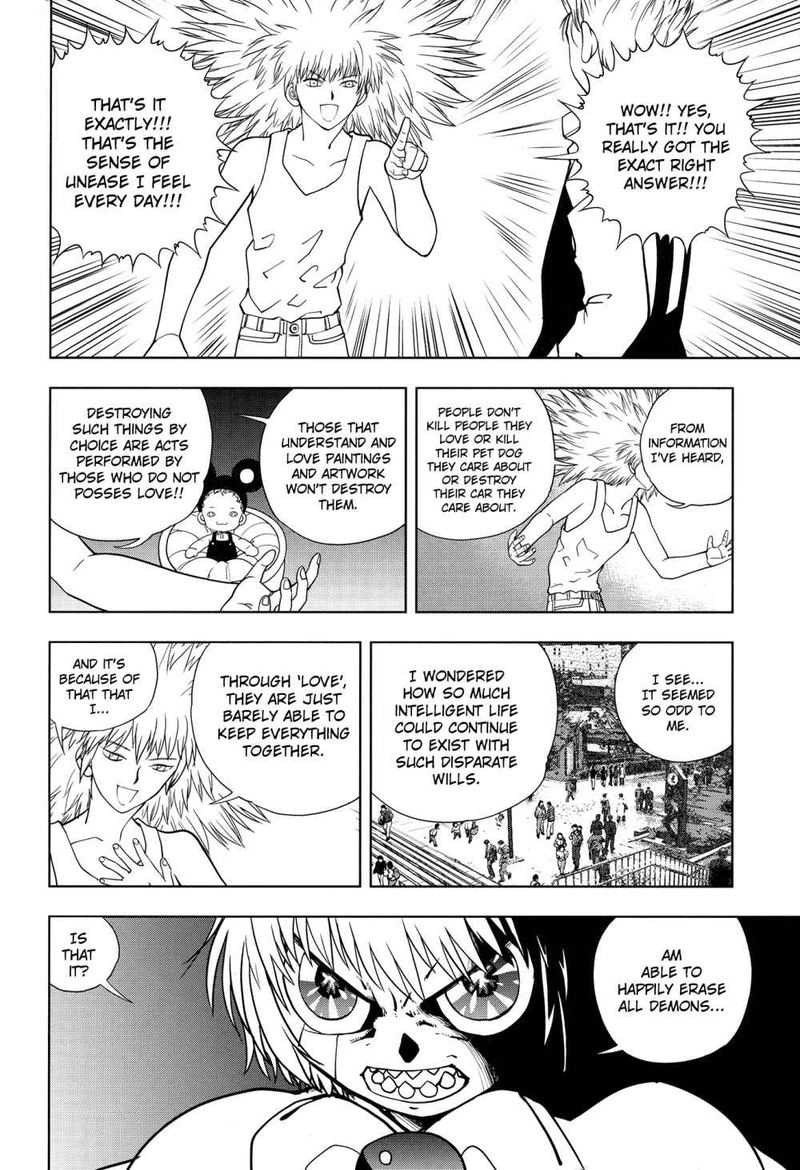 WOW!! YES,
THAT'S IT!! YOU
REALLY GOT THE
EXACT RIGHT
ANSWER!!!
THAT'S IT
EXACTLY!!!
THAT'S THE
SENSE OF
UNEASE I FEEL
EVERY DAY!!!
FROM
INFORMATION
I'VE HEARD,
PEOPLE DON'T
KILL PEOPLE THEY
LOVE OR KILL
THEIR PET DOG
THEY CARE ABOUT
OR DESTROY
THEIR CAR THEY
CARE ABOUT.
THOSE THAT
UNDERSTAND AND
LOVE PAINTINGS
AND ARTWORK
WON'T DESTROY
THEM.
DESTROYING
SUCH THINGS BY
CHOICE ARE ACTS
PERFORMED BY
THOSE WHO DO NOT
POSSES LOVE!!
I SEE...
IT SEEMED
SO ODD TO
ME.
I WONDERED
HOW SO MUCH
INTELLIGENT LIFE
COULD CONTINUE
TO EXIST WITH
SUCH DISPARATE
WILLS.
THROUGH 'LOVE',
THEY ARE JUST
BARELY ABLE TO
KEEP EVERYTHING
TOGETHER.
AND IT'S
BECAUSE OF
THAT THAT
I...
AM
ABLE TO
HAPPILY ERASE
ALL DEMONS...
IS
THAT
IT?